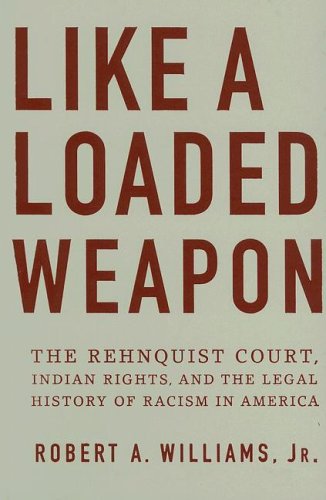 LIKE A
LOADED
WEAPON
THE REHNQUIST COURT,
INDIAN RIGHTS, AND THE LEGAL
HISTORY OF RACISM IN AMERICA
ROBERT A. WILLIAMS, JR.